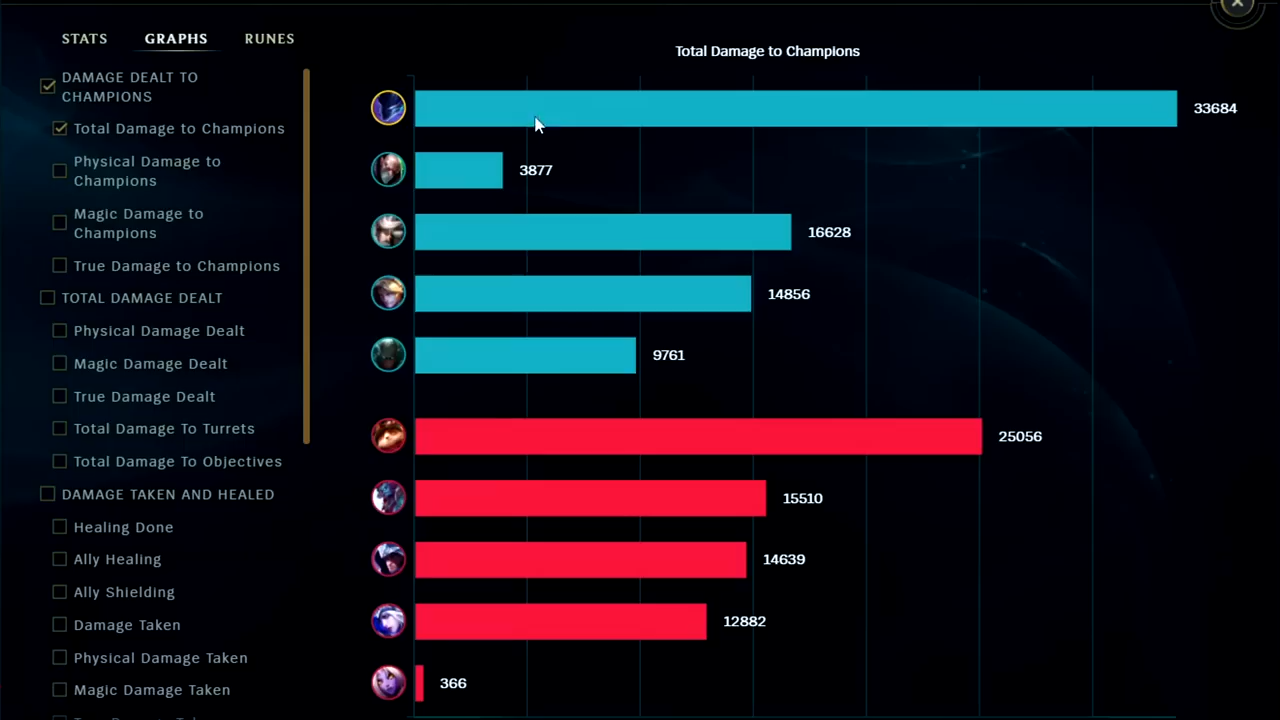 STATS GRAPHS RUNES
DAMAGE DEALT TO
CHAMPIONS
Total Damage to Champions
Physical Damage to
Champions
Magic Damage to
Champions
True Damage to Champions
TOTAL DAMAGE DEALT
Physical Damage Dealt
Magic Damage Dealt
True Damage Dealt
Total Damage To Turrets
Total Damage To Objectives
DAMAGE TAKEN AND HEALED
Healing Done
Ally Healing
Ally Shielding
Damage Taken
Physical Damage Taken
Magic Damage Taken
Total Damage to Champions
33684
3877
16628
14856
9761
25056
15510
14639
12882
366